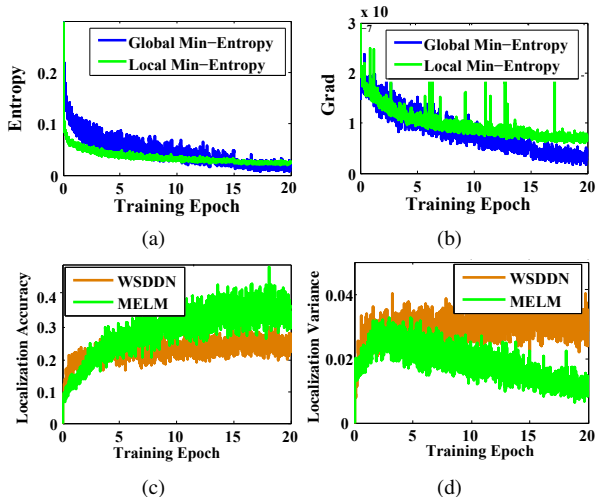 Global Min-Entropy
Local Min-Entropy
Entropy
0.2
0.1
0
0
5
10
15
20
Training Epoch
(a)
x 10
-7
Global Min-Entropy
Local Min-Entropy
Grad
3
2
1
0
0
5
10
15
20
Training Epoch
(b)
WSDDN
MELM
Localization Accuracy
0.4
0.3
0.2
0.1
0
0
5
10
15
20
Training Epoch
(c)
WSDDN
MELM
Localization Variance
0.04
0.02
0
0
5
10
15
20
Training Epoch
(d)